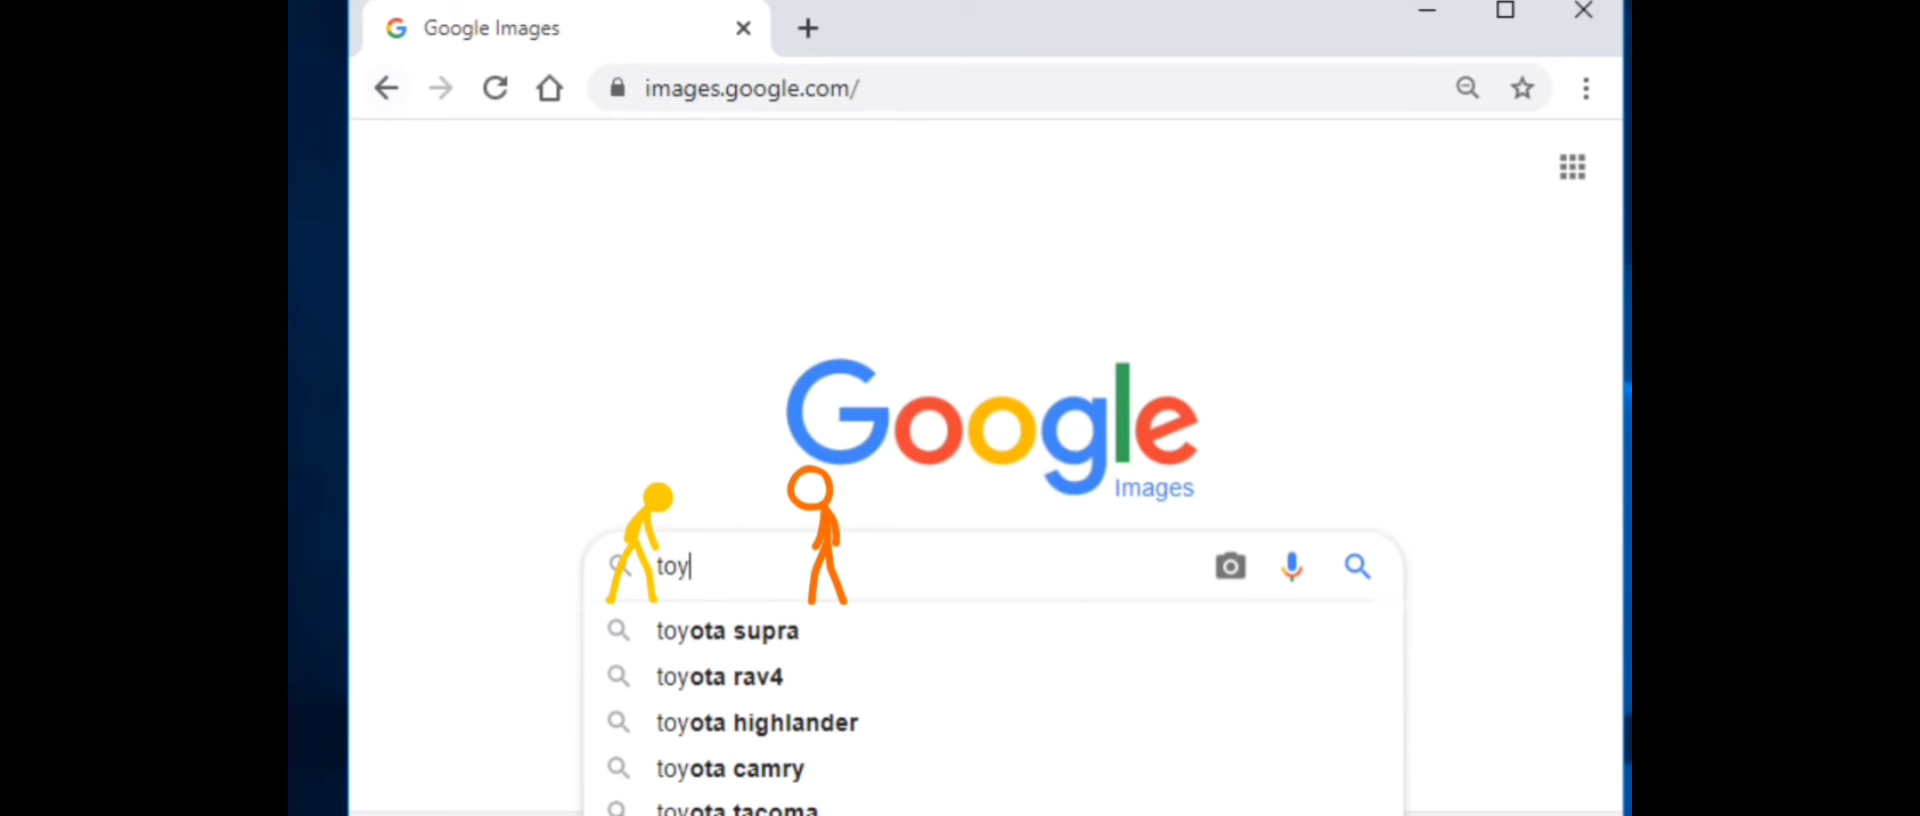 Google Images
images.google.com/
Google
Images
toy
toyota supra
toyota rav4
toyota highlander
toyota camry
toyota tacoma